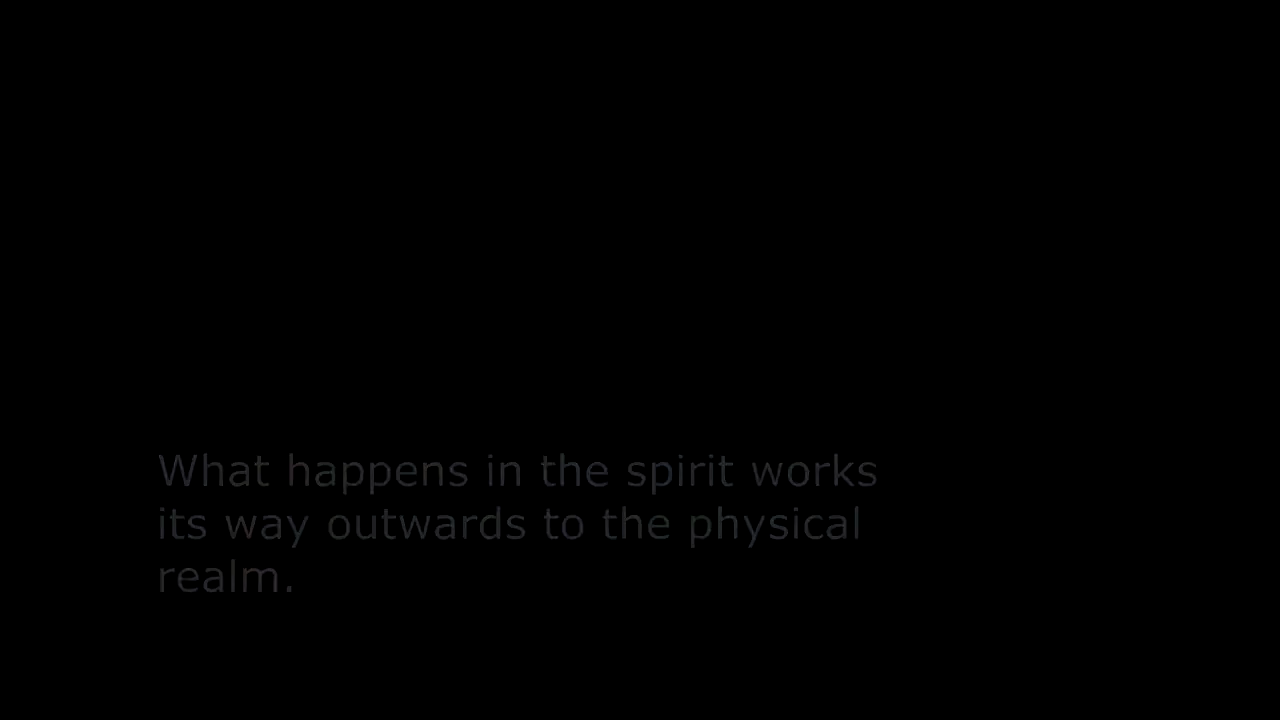 What happens in the spirit works
its way outwards to the physical
realm.